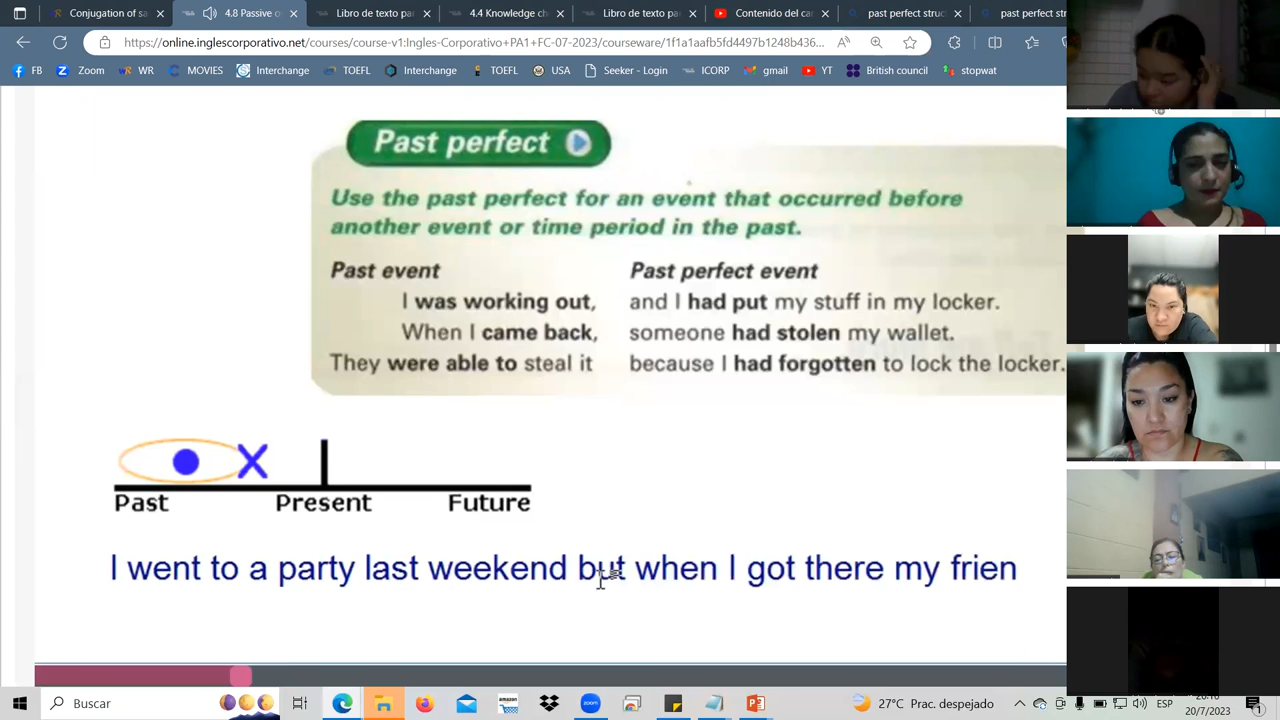 Conjugation of sa
4.8 Passive o
Libro de texto pa
4.4 Knowledge ch
Libro de texto pa
Contenido del ca
past perfect struc
past perfect str
https://online.inglescorporativo.net/courses/course-v1:Ingles-Corporativo+PA1+FC-07-2023/courseware/1f1a1aafb5fd4497b1248b436...
FB
Zoom
WR
MOVIES
Interchange
TOEFL
Interchange
TOEFL
USA
Seeker - Login
ICORP
gmail
YT
British council
stopwat
Past perfect
Use the past perfect for an event that occurred before
another event or time period in the past.
Past event Past perfect event
I was working out, and I had put my stuff in my locker.
When I came back, someone had stolen my wallet.
They were able to steal it because I had forgotten to lock the locker.
X
Past Present Future
I went to a party last weekend but when I got there my frien
Buscar
amazon
zoom
27°C Prac. despejado
ESP
20/7/2023
1